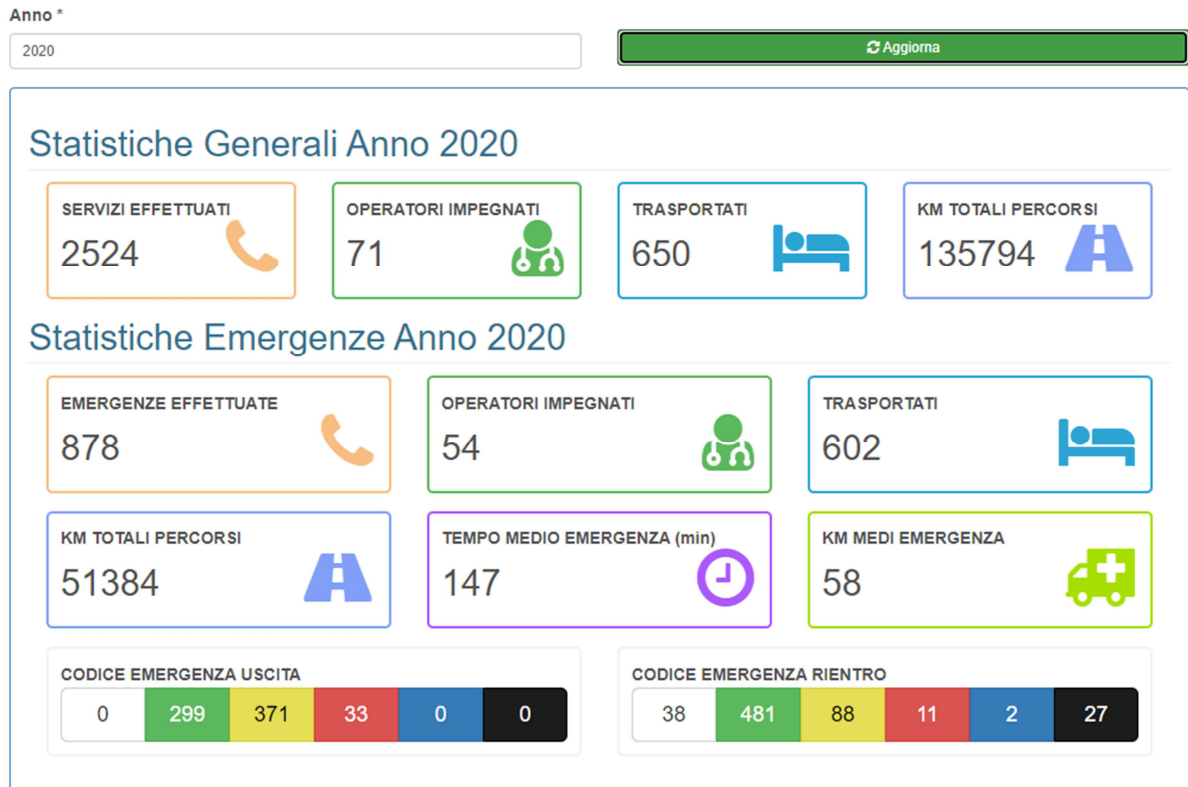 Anno *
2020
Aggiorna
Statistiche Generali Anno 2020
SERVIZI EFFETTUATI
2524
OPERATORI IMPEGNATI
71
TRASPORTATI
650
KM TOTALI PERCORSI
135794
Statistiche Emergenze Anno 2020
EMERGENZE EFFETTUATE
878
OPERATORI IMPEGNATI
54
TRASPORTATI
602
KM TOTALI PERCORSI
51384
TEMPO MEDIO EMERGENZA (min)
147
KM MEDI EMERGENZA
58
CODICE EMERGENZA USCITA
0 299 371 33 0 0
CODICE EMERGENZA RIENTRO
38 481 88 11 2 27